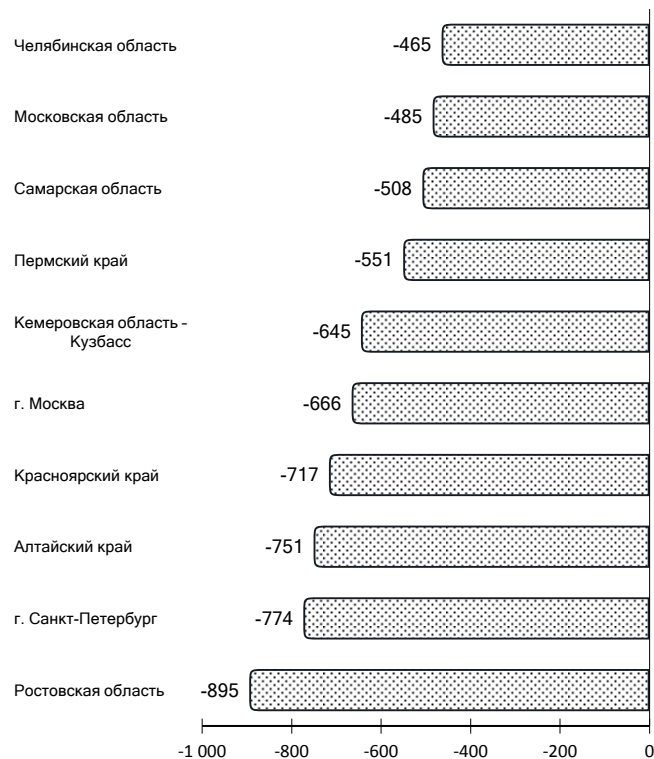 Челябинская область -465
Московская область -485
Самарская область -508
Пермский край -551
Кемеровская область -
Кузбасс -645
г. Москва -666
Красноярский край -717
Алтайский край -751
г. Санкт-Петербург -774
Ростовская область -895
-1 000 -800 -600 -400 -200 0